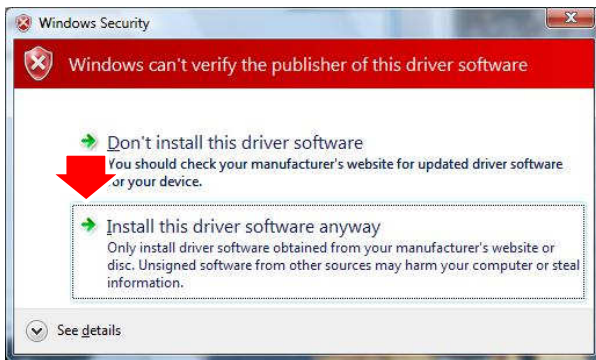 Windows Security
Windows can't verify the publisher of this driver software
Don't install this driver software
You should check your manufacturer's website for updated driver software
for your device.
Install this driver software anyway
Only install driver software obtained from your manufacturer's website or
disc. Unsigned software from other sources may harm your computer or steal
information.
See details